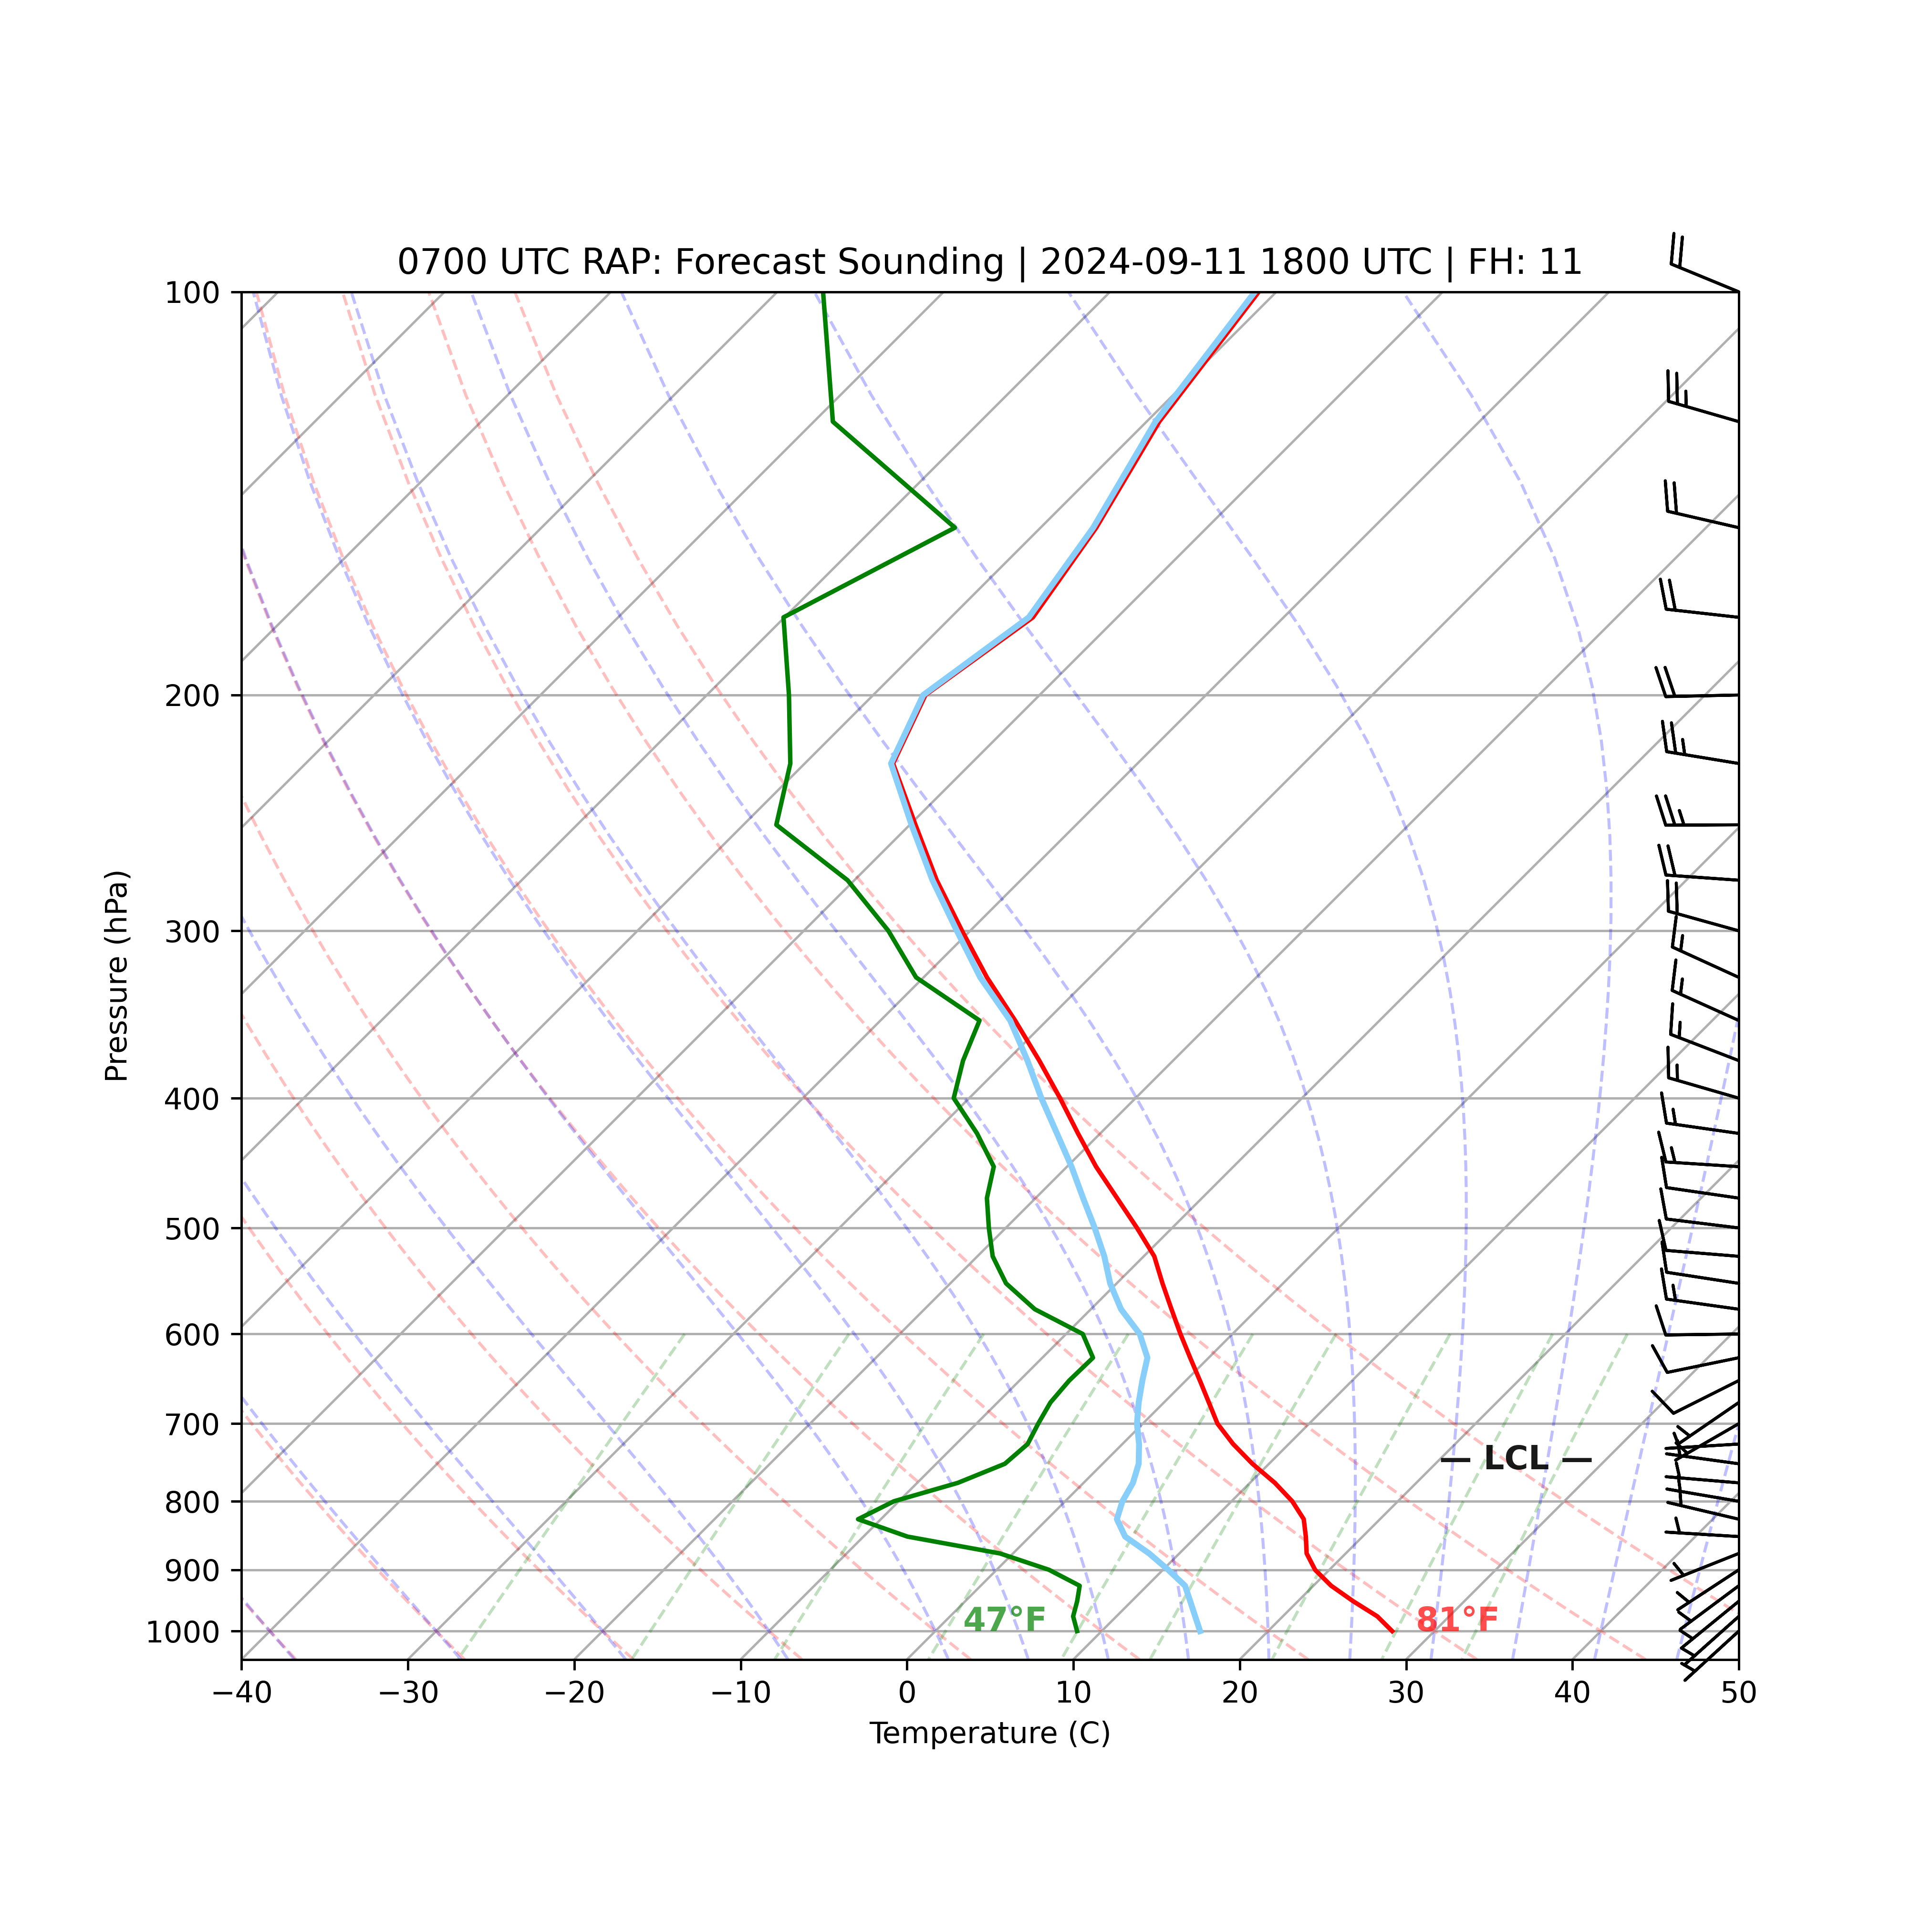 0700 UTC RAP: Forecast Sounding | 2024-09-11 1800 UTC | FH: 11
100
200
300
400
500
600
700
800
900
1000
Pressure (hPa)
— LCL —
47°F
81°F
−40 −30 −20 −10 0 10 20 30 40 50
Temperature (C)